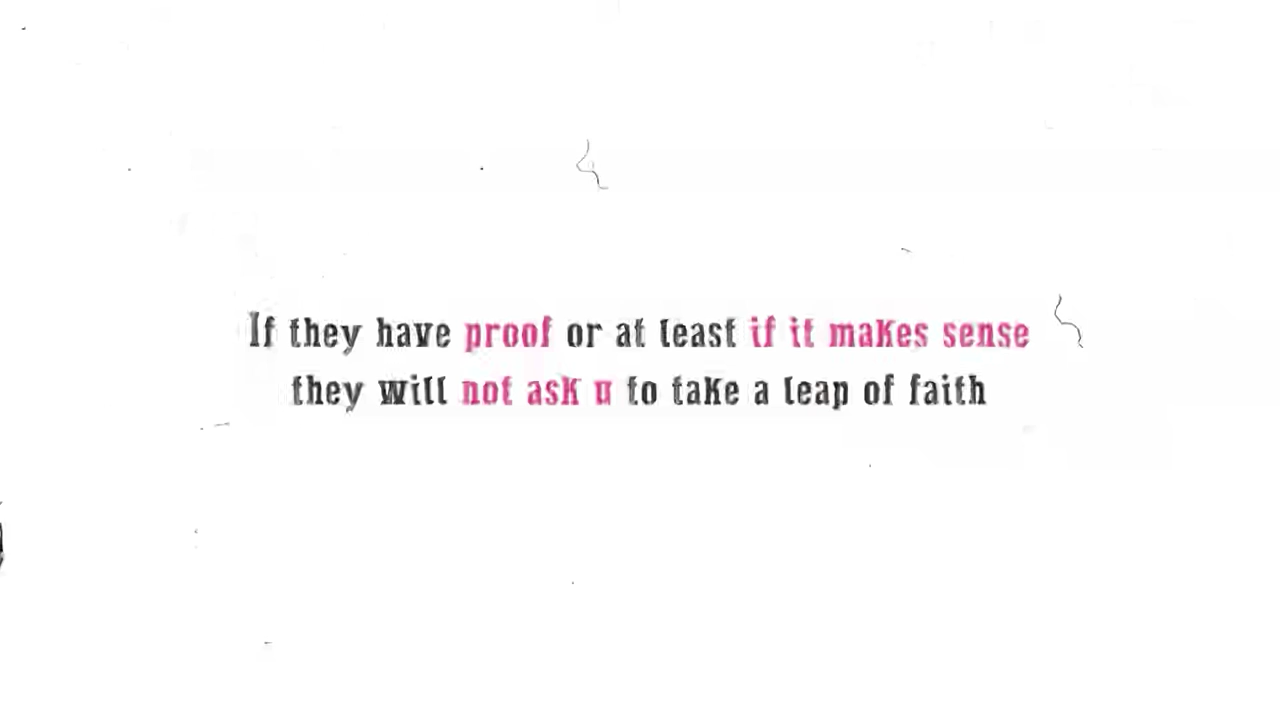 If they have proof or at least if it makes sense
they will not ask u to take a leap of faith